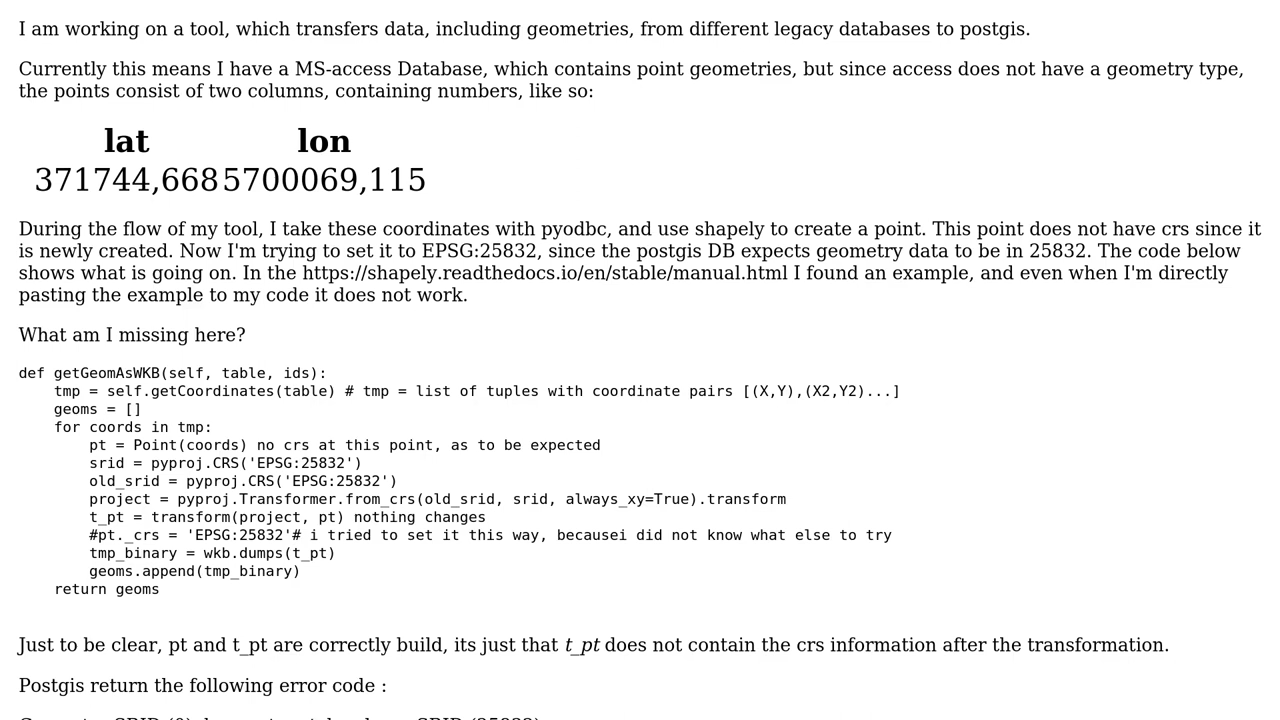 I am working on a tool, which transfers data, including geometries, from different legacy databases to postgis.
Currently this means I have a MS-access Database, which contains point geometries, but since access does not have a geometry type,
the points consist of two columns, containing numbers, like so:
lat lon
371744,668 5700069,115
During the flow of my tool, I take these coordinates with pyodbc, and use shapely to create a point. This point does not have crs since it
is newly created. Now I'm trying to set it to EPSG:25832, since the postgis DB expects geometry data to be in 25832. The code below
shows what is going on. In the https://shapely.readthedocs.io/en/stable/manual.html I found an example, and even when I'm directly
pasting the example to my code it does not work.
What am I missing here?
def getGeomAsWKB(self, table, ids):
    tmp = self.getCoordinates(table) # tmp = list of tuples with coordinate pairs [(X,Y),(X2,Y2)...]
    geoms = []
    for coords in tmp:
        pt = Point(coords) no crs at this point, as to be expected
        srid = pyproj.CRS('EPSG:25832')
        old_srid = pyproj.CRS('EPSG:25832')
        project = pyproj.Transformer.from_crs(old_srid, srid, always_xy=True).transform
        t_pt = transform(project, pt) nothing changes
        #pt._crs = 'EPSG:25832'# i tried to set it this way, becausei did not know what else to try
        tmp_binary = wkb.dumps(t_pt)
        geoms.append(tmp_binary)
    return geoms
Just to be clear, pt and t_pt are correctly build, its just that t_pt does not contain the crs information after the transformation.
Postgis return the following error code :